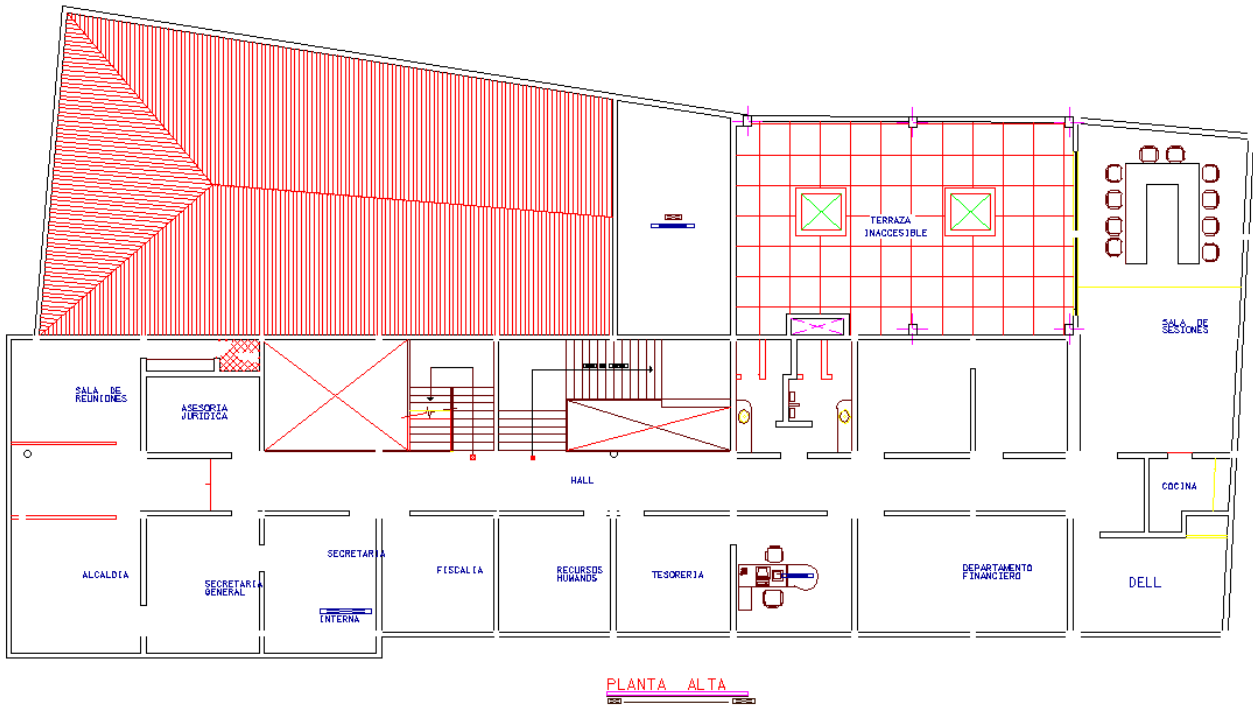 TERRAZA
INACCESIBLE
SALA DE
SESIONES
SALA DE
REUNIONES
ASESORIA
JURIDICA
HALL
COCINA
ALCALDIA
SECRETARIA
GENERAL
SECRETARIA
INTERNA
FISCALIA
RECURSOS
HUMANOS
TESORERIA
DEPARTAMENTO
FINANCIERO
DELL
PLANTA ALTA